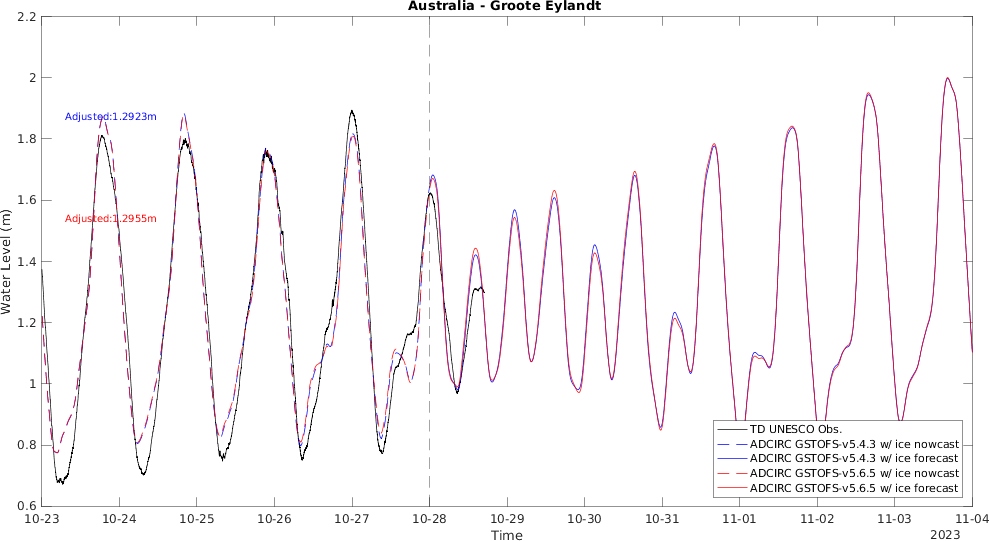 Australia - Groote Eylandt
2.2
2
1.8
1.6
1.4
1.2
1
0.8
0.6
Water Level (m)
Adjusted:1.2923m
Adjusted:1.2955m
TD UNESCO Obs.
ADCIRC GSTOFS-v5.4.3 w/ ice nowcast
ADCIRC GSTOFS-v5.4.3 w/ ice forecast
ADCIRC GSTOFS-v5.6.5 w/ ice nowcast
ADCIRC GSTOFS-v5.6.5 w/ ice forecast
10-23 10-24 10-25 10-26 10-27 10-28 10-29 10-30 10-31 11-01 11-02 11-03 11-04
Time
2023